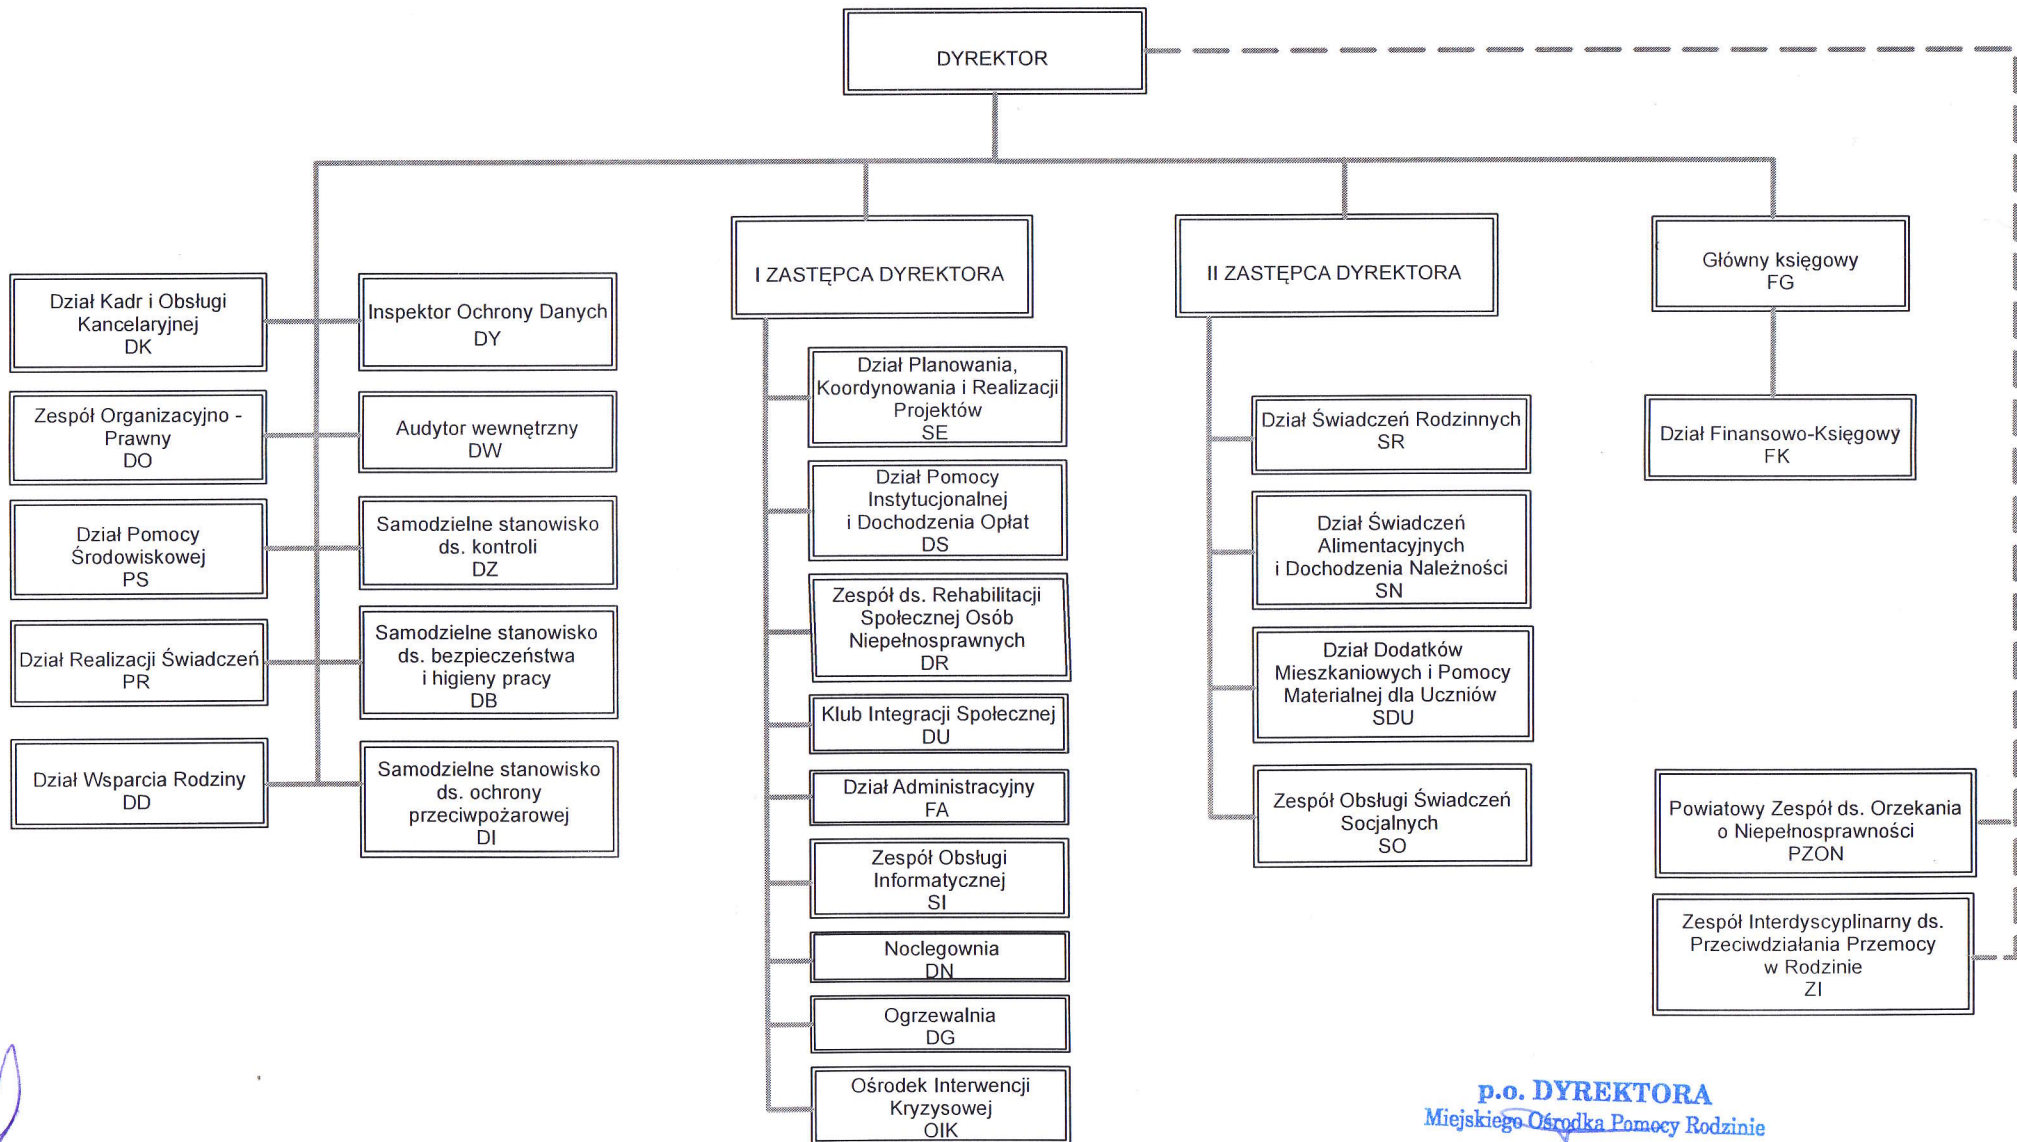 DYREKTOR
I ZASTĘPCA DYREKTORA
II ZASTĘPCA DYREKTORA
Główny księgowy
FG
Dział Kadr i Obsługi
Kancelaryjnej
DK
Inspektor Ochrony Danych
DY
Zespół Organizacyjno -
Prawny
DO
Audytor wewnętrzny
DW
Dział Pomocy
Środowiskowej
PS
Samodzielne stanowisko
ds. kontroli
DZ
Dział Realizacji Świadczeń
PR
Samodzielne stanowisko
ds. bezpieczeństwa
i higieny pracy
DB
Dział Wsparcia Rodziny
DD
Samodzielne stanowisko
ds. ochrony
przeciwpożarowej
DI
Dział Planowania,
Koordynowania i Realizacji
Projektów
SE
Dział Pomocy
Instytucjonalnej
i Dochodzenia Opłat
DS
Zespół ds. Rehabilitacji
Społecznej Osób
Niepełnosprawnych
DR
Klub Integracji Społecznej
DU
Dział Administracyjny
FA
Zespół Obsługi
Informatycznej
SI
Noclegownia
DN
Ogrzewalnia
DG
Ośrodek Interwencji
Kryzysowej
OIK
Dział Świadczeń Rodzinnych
SR
Dział Świadczeń
Alimentacyjnych
i Dochodzenia Należności
SN
Dział Dodatków
Mieszkaniowych i Pomocy
Materialnej dla Uczniów
SDU
Zespół Obsługi Świadczeń
Socjalnych
SO
Dział Finansowo-Księgowy
FK
Powiatowy Zespół ds. Orzekania
o Niepełnosprawności
PZON
Zespół Interdyscyplinarny ds.
Przeciwdziałania Przemocy
w Rodzinie
ZI
p.o. DYREKTORA
Miejskiego Ośrodka Pomocy Rodzinie